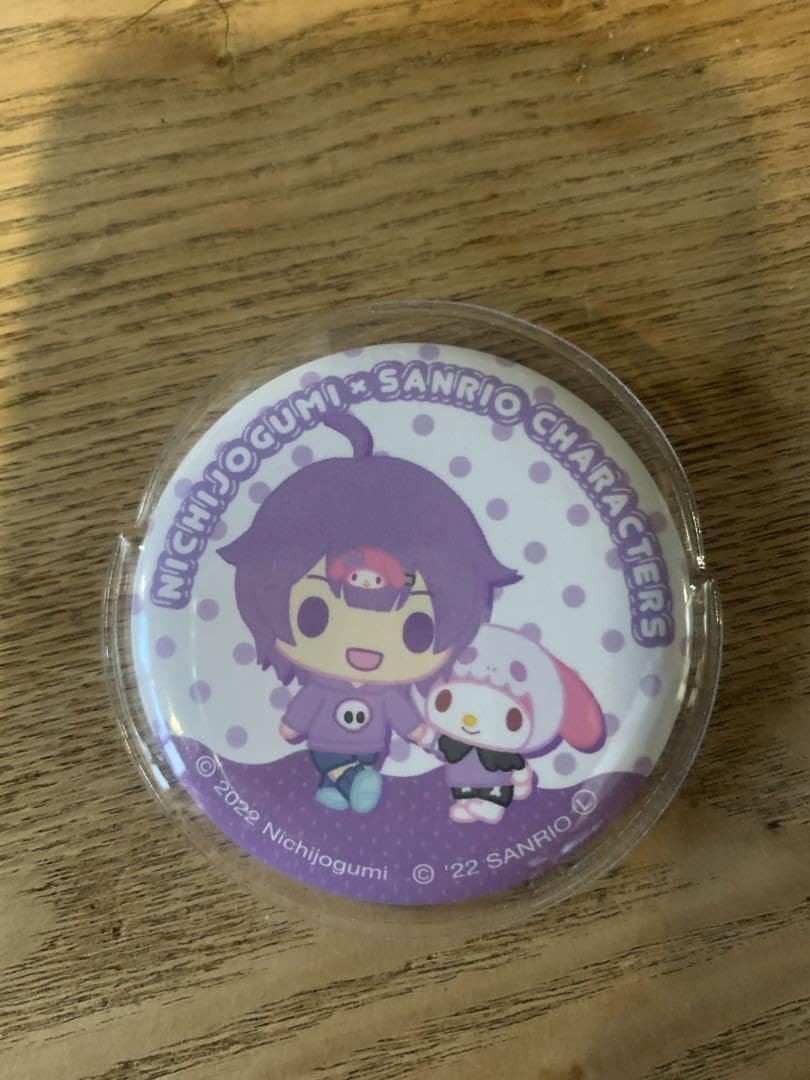 NICHIJOGUMI × SANRIO CHARACTERS
© 2022 Nichijogumi © '22 SANRIO Ⓛ